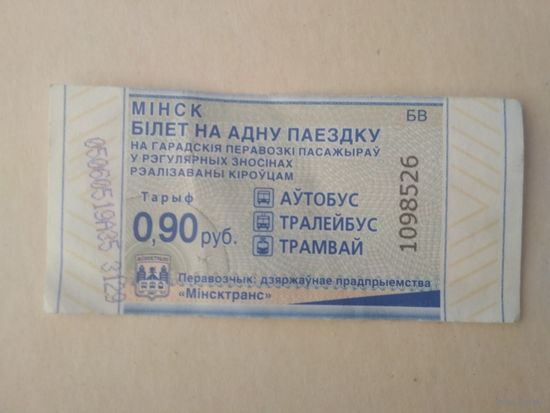 МІНСК
БВ
БІЛЕТ НА АДНУ ПАЕЗДКУ
НА ГАРАДСКІЯ ПЕРАВОЗКІ ПАСАЖЫРАЎ
У РЭГУЛЯРНЫХ ЗНОСІНАХ
РЭАЛІЗАВАНЫ КІРОЎЦАМ
Тарыф
0,90 руб.
АЎТОБУС
ТРАЛЕЙБУС
ТРАМВАЙ
1098526
МІНСКТРАНС
Перавозчык: дзяржаўнае прадпрыемства
«Мінсктранс»